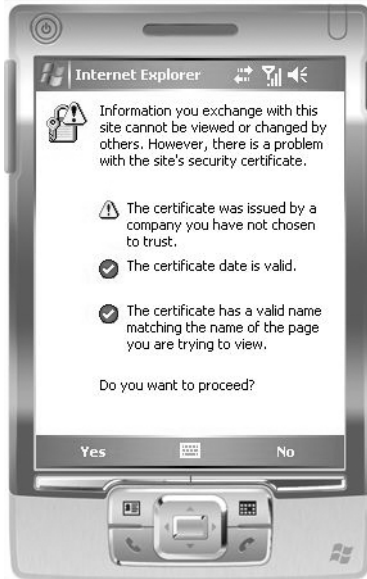 Internet Explorer
Information you exchange with this
site cannot be viewed or changed by
others. However, there is a problem
with the site's security certificate.
The certificate was issued by a
company you have not chosen
to trust.
The certificate date is valid.
The certificate has a valid name
matching the name of the page
you are trying to view.
Do you want to proceed?
Yes No